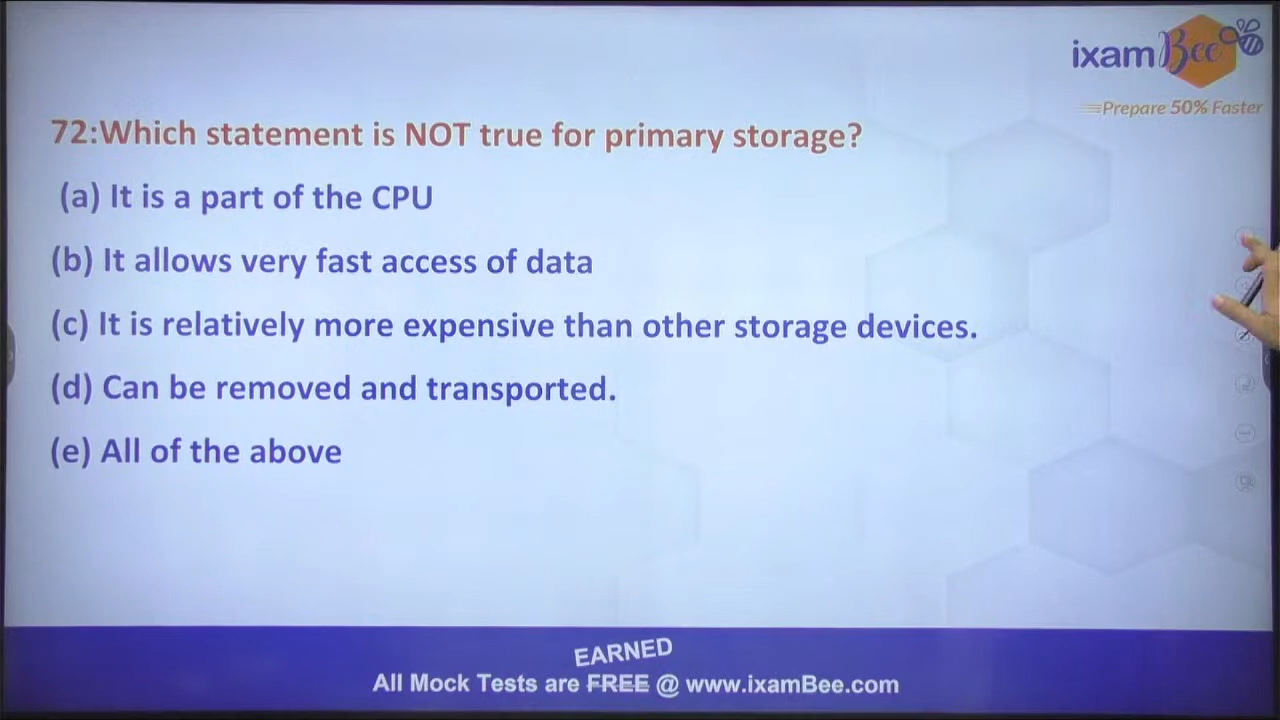 ixamBee
Prepare 50% Faster
72:Which statement is NOT true for primary storage?
(a) It is a part of the CPU
(b) It allows very fast access of data
(c) It is relatively more expensive than other storage devices.
(d) Can be removed and transported.
(e) All of the above
EARNED
All Mock Tests are FREE @ www.ixamBee.com